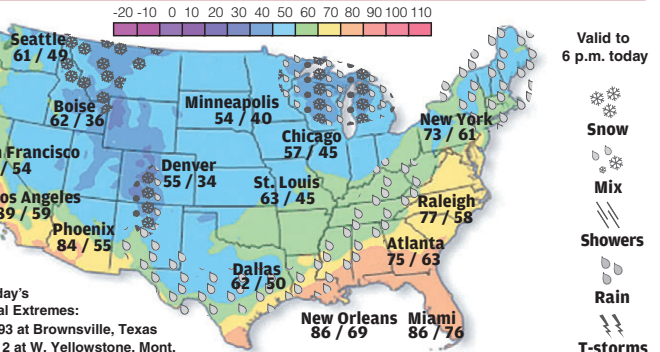 -20 -10 0 10 20 30 40 50 60 70 80 90 100 110
Seattle
61 / 49
Valid to
6 p.m. today
Boise
62 / 36
Minneapolis
54 / 40
Snow
New York
73 / 61
Chicago
57 / 45
Francisco
/ 54
Denver
55 / 34
St. Louis
63 / 45
Mix
os Angeles
/ 59
Raleigh
77 / 58
Phoenix
84 / 55
Showers
Atlanta
75 / 63
Dallas
62 / 50
Rain
ay's
al Extremes:
93 at Brownsville, Texas
2 at W. Yellowstone, Mont.
New Orleans
86 / 69
Miami
86 / 76
T-storms